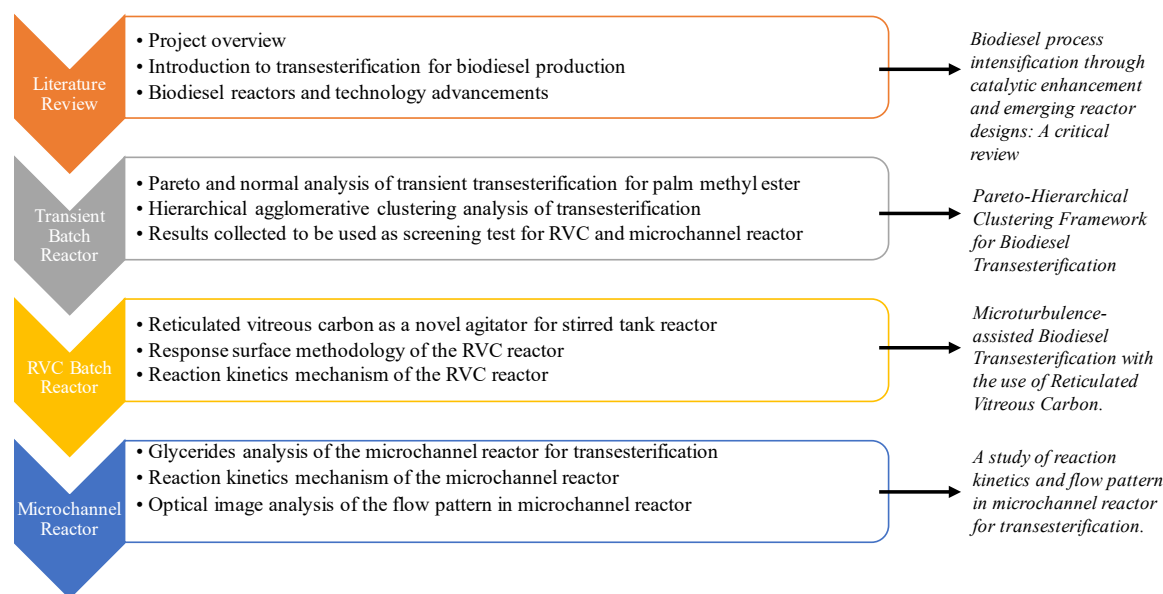 Literature
Review
• Project overview
• Introduction to transesterification for biodiesel production
• Biodiesel reactors and technology advancements
Biodiesel process
intensification through
catalytic enhancement
and emerging reactor
designs: A critical
review
Transient
Batch
Reactor
• Pareto and normal analysis of transient transesterification for palm methyl ester
• Hierarchical agglomerative clustering analysis of transesterification
• Results collected to be used as screening test for RVC and microchannel reactor
Pareto-Hierarchical
Clustering Framework
for Biodiesel
Transesterification
RVC Batch
Reactor
• Reticulated vitreous carbon as a novel agitator for stirred tank reactor
• Response surface methodology of the RVC reactor
• Reaction kinetics mechanism of the RVC reactor
Microturbulence-
assisted Biodiesel
Transesterification with
the use of Reticulated
Vitreous Carbon.
Microchannel
Reactor
• Glycerides analysis of the microchannel reactor for transesterification
• Reaction kinetics mechanism of the microchannel reactor
• Optical image analysis of the flow pattern in microchannel reactor
A study of reaction
kinetics and flow pattern
in microchannel reactor
for transesterification.